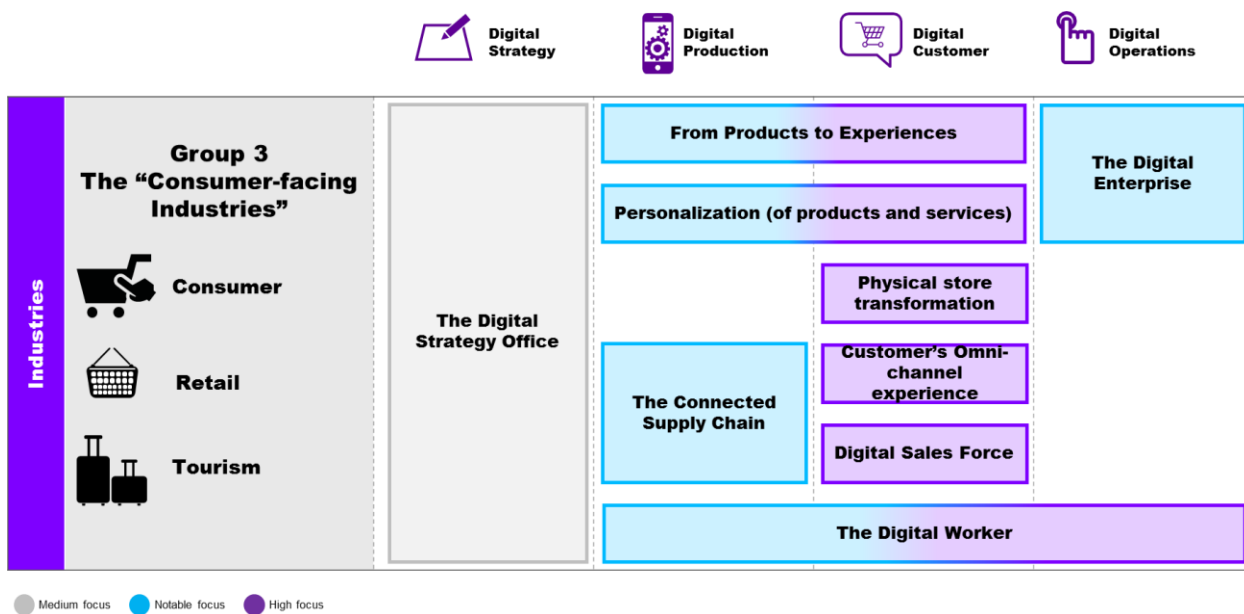 Digital
Strategy
Digital
Production
Digital
Customer
Digital
Operations
Industries
Group 3
The “Consumer-facing
Industries”
Consumer
Retail
Tourism
The Digital
Strategy Office
From Products to Experiences
Personalization (of products and services)
The Digital
Enterprise
Physical store
transformation
The Connected
Supply Chain
Customer’s Omni-
channel
experience
Digital Sales Force
The Digital Worker
Medium focus
Notable focus
High focus